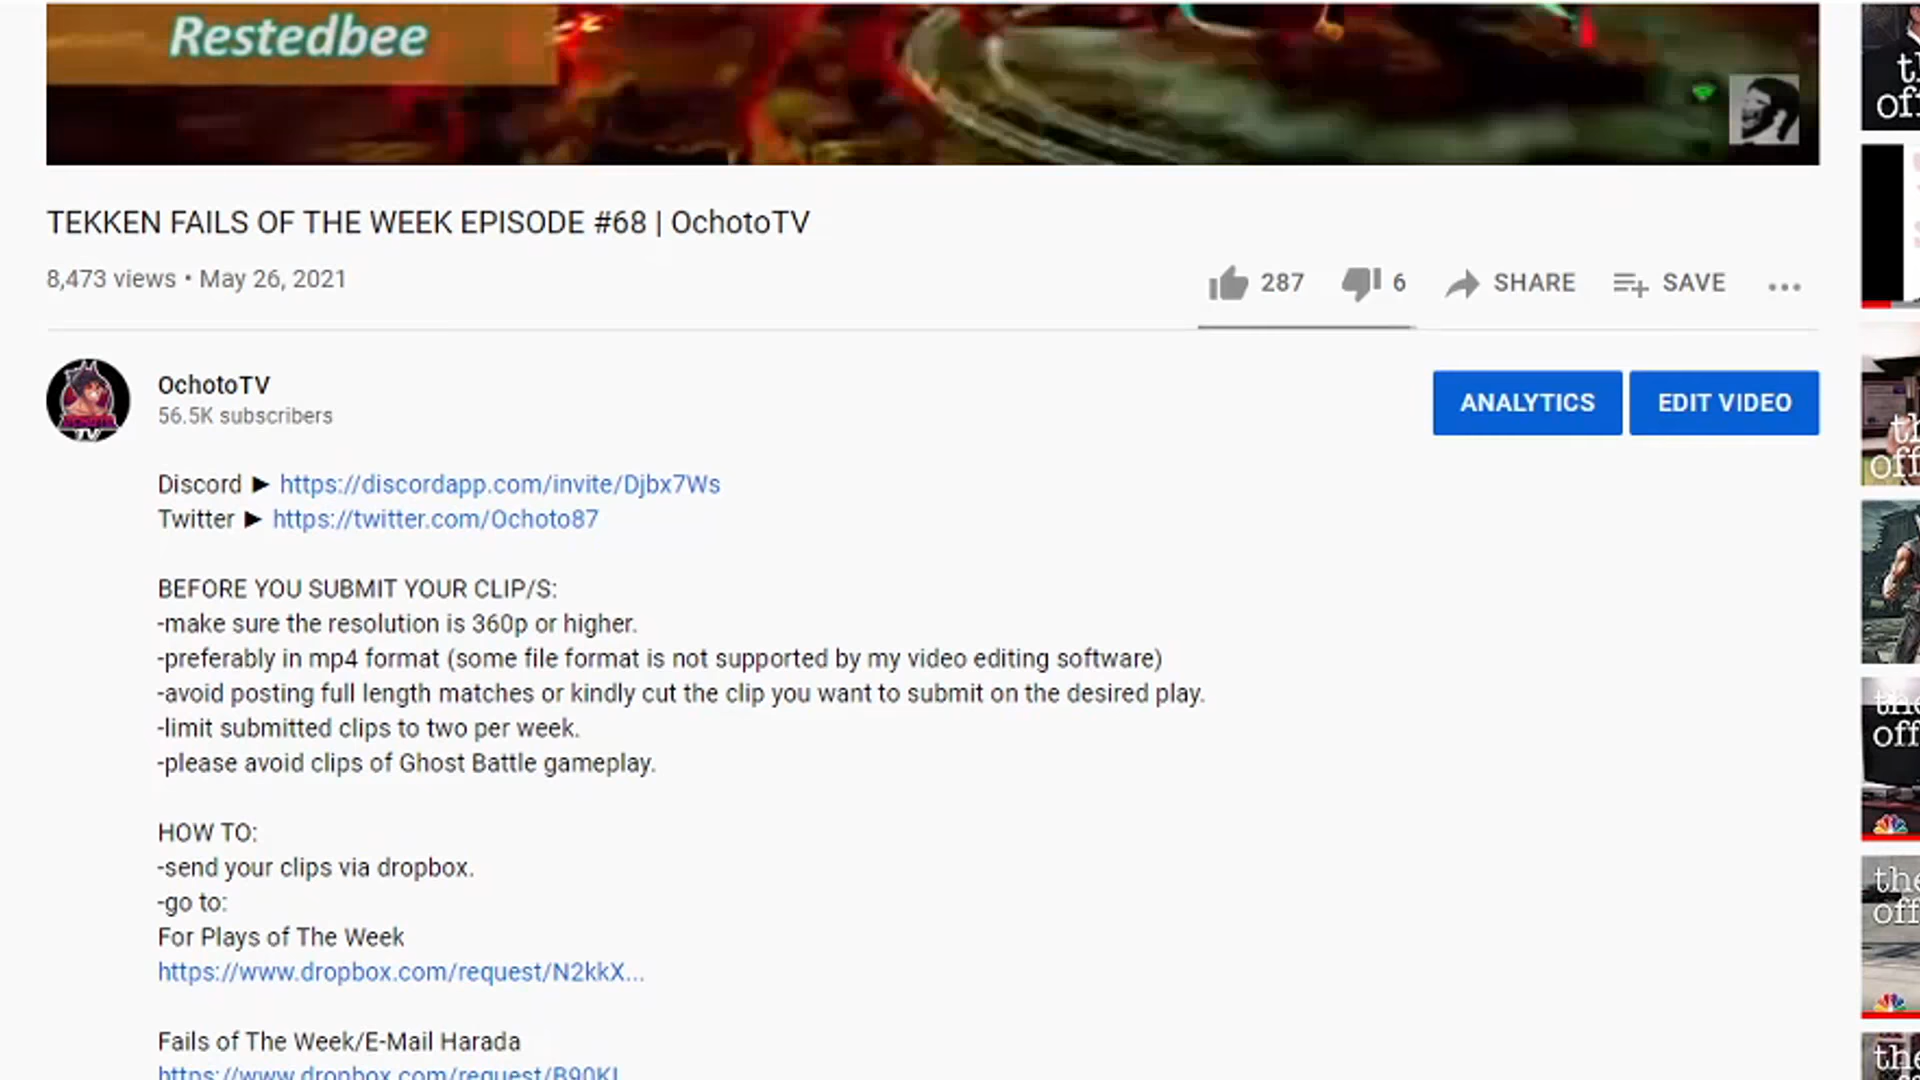 Restedbee
TEKKEN FAILS OF THE WEEK EPISODE #68 | OchotoTV
8,473 views • May 26, 2021
287
6
SHARE
SAVE
OchotoTV
56.5K subscribers
ANALYTICS
EDIT VIDEO
Discord ► https://discordapp.com/invite/Djbx7Ws
Twitter ► https://twitter.com/Ochoto87
BEFORE YOU SUBMIT YOUR CLIP/S:
-make sure the resolution is 360p or higher.
-preferably in mp4 format (some file format is not supported by my video editing software)
-avoid posting full length matches or kindly cut the clip you want to submit on the desired play.
-limit submitted clips to two per week.
-please avoid clips of Ghost Battle gameplay.
HOW TO:
-send your clips via dropbox.
-go to:
For Plays of The Week
https://www.dropbox.com/request/N2kkX...
Fails of The Week/E-Mail Harada
the
off
the
off
the